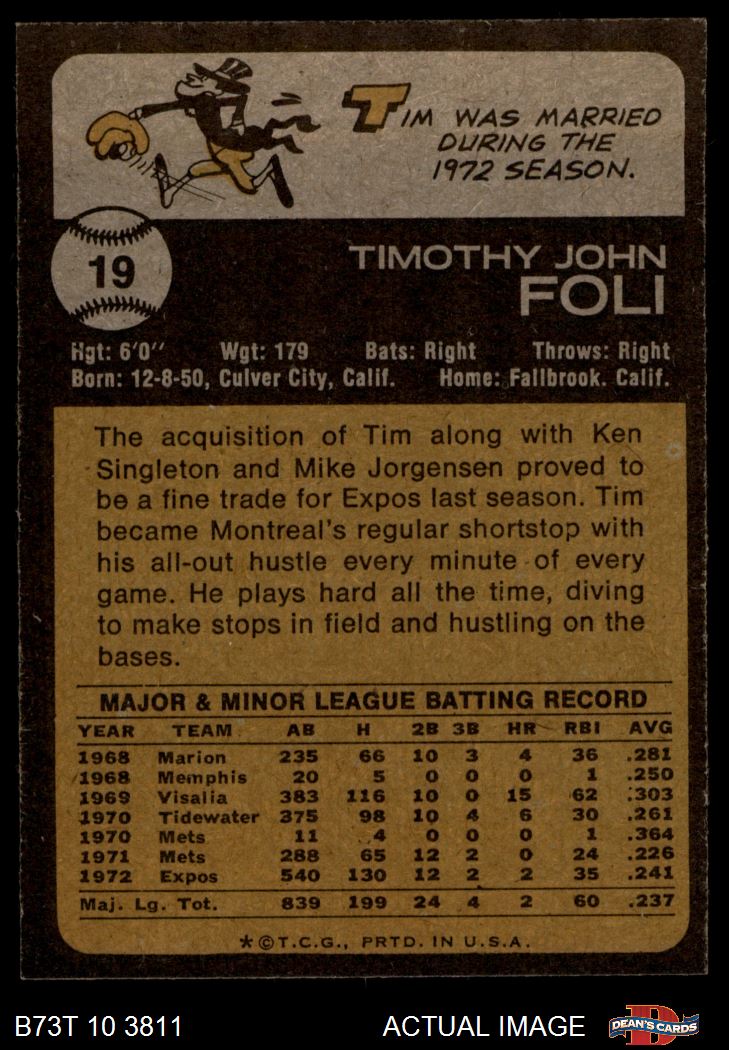 TIM WAS MARRIED
DURING THE
1972 SEASON.
19
TIMOTHY JOHN
FOLI
Hgt: 6'0'' Wgt: 179 Bats: Right Throws: Right
Born: 12-8-50, Culver City, Calif. Home: Fallbrook. Calif.
The acquisition of Tim along with Ken
Singleton and Mike Jorgensen proved to
be a fine trade for Expos last season. Tim
became Montreal's regular shortstop with
his all-out hustle every minute of every
game. He plays hard all the time, diving
to make stops in field and hustling on the
bases.
MAJOR & MINOR LEAGUE BATTING RECORD
YEAR TEAM AB H 2B 3B HR RBI AVG
1968 Marion 235 66 10 3 4 36 .281
1968 Memphis 20 5 0 0 0 1 .250
1969 Visalia 383 116 10 0 15 62 .303
1970 Tidewater 375 98 10 4 6 30 .261
1970 Mets 11 4 0 0 0 1 .364
1971 Mets 288 65 12 2 0 24 .226
1972 Expos 540 130 12 2 2 35 .241
Maj. Lg. Tot. 839 199 24 4 2 60 .237
*©T.C.G., PRTD. IN U.S.A.
B73T 10 3811 ACTUAL IMAGE DEAN'S CARDS